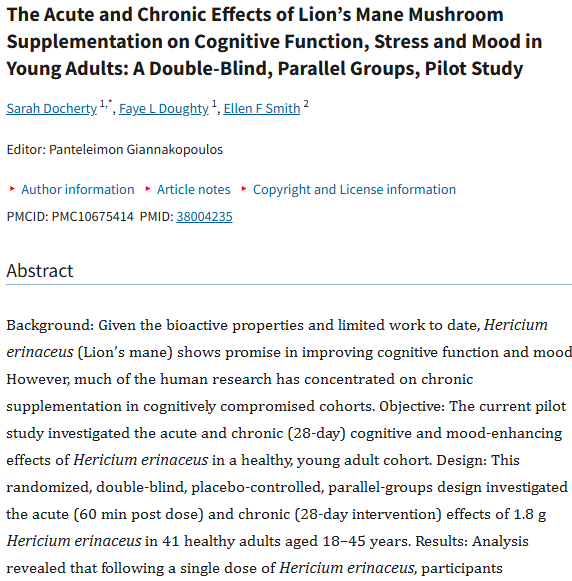 The Acute and Chronic Effects of Lion’s Mane Mushroom
Supplementation on Cognitive Function, Stress and Mood in
Young Adults: A Double-Blind, Parallel Groups, Pilot Study
Sarah Docherty 1,*, Faye L Doughty 1, Ellen F Smith 2
Editor: Panteleimon Giannakopoulos
▸ Author information ▸ Article notes ▸ Copyright and License information
PMCID: PMC10675414 PMID: 38004235
Abstract
Background: Given the bioactive properties and limited work to date, Hericium
erinaceus (Lion’s mane) shows promise in improving cognitive function and mood
However, much of the human research has concentrated on chronic
supplementation in cognitively compromised cohorts. Objective: The current pilot
study investigated the acute and chronic (28-day) cognitive and mood-enhancing
effects of Hericium erinaceus in a healthy, young adult cohort. Design: This
randomized, double-blind, placebo-controlled, parallel-groups design investigated
the acute (60 min post dose) and chronic (28-day intervention) effects of 1.8 g
Hericium erinaceus in 41 healthy adults aged 18–45 years. Results: Analysis
revealed that following a single dose of Hericium erinaceus, participants